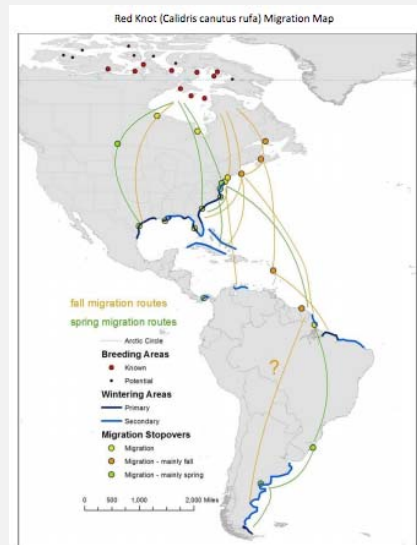 Red Knot (Calidris canutus rufa) Migration Map
fall migration routes
spring migration routes
Arctic Circle
Breeding Areas
Known
Potential
Wintering Areas
Primary
Secondary
Migration Stopovers
Migration
Migration - mainly fall
Migration - mainly spring
?
0 500 1,000 2,000 Miles